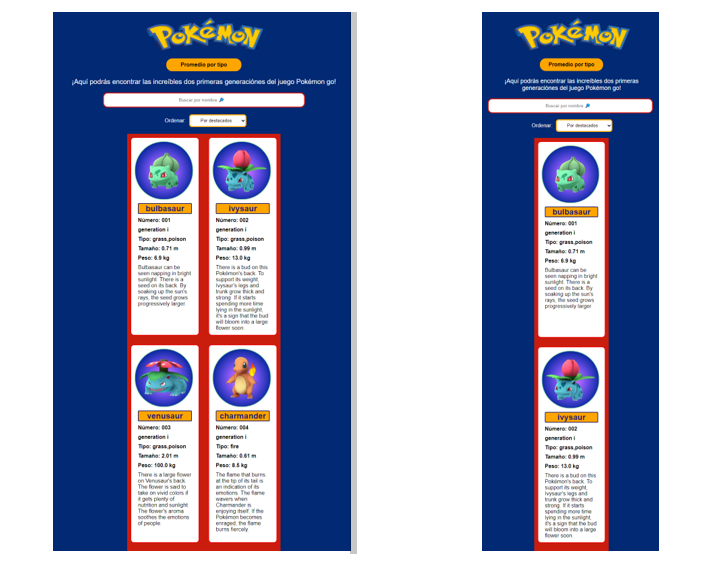 POKÉMON
Promedio por tipo
¡Aquí podrás encontrar las increíbles dos primeras generaciónes del juego Pokémon go!
Buscar por nombre 🔎
Ordenar: Por destacados
bulbasaur
Número: 001
generation i
Tipo: grass,poison
Tamaño: 0.71 m
Peso: 6.9 kg
Bulbasaur can be
seen napping in bright
sunlight. There is a
seed on its back. By
soaking up the sun's
rays, the seed grows
progressively larger
ivysaur
Número: 002
generation i
Tipo: grass,poison
Tamaño: 0.99 m
Peso: 13.0 kg
There is a bud on this
Pokémon's back. To
support its weight,
Ivysaur's legs and
trunk grow thick and
strong. If it starts
spending more time
lying in the sunlight,
it's a sign that the bud
will bloom into a large
flower soon.
venusaur
Número: 003
generation i
Tipo: grass,poison
Tamaño: 2.01 m
Peso: 100.0 kg
There is a large flower
on Venusaur's back.
The flower is said to
take on vivid colors if
it gets plenty of
nutrition and sunlight.
The flower's aroma
soothes the emotions
of people.
charmander
Número: 004
generation i
Tipo: fire
Tamaño: 0.61 m
Peso: 8.5 kg
The flame that burns
at the tip of its tail is
an indication of its
emotions. The flame
wavers when
Charmander is
enjoying itself. If the
Pokémon becomes
enraged, the flame
burns fiercely.
POKÉMON
Promedio por tipo
¡Aquí podrás encontrar las increíbles dos primeras
generaciónes del juego Pokémon go!
Buscar por nombre 🔎
Ordenar: Por destacados
bulbasaur
Número: 001
generation i
Tipo: grass,poison
Tamaño: 0.71 m
Peso: 6.9 kg
Bulbasaur can be
seen napping in bright
sunlight. There is a
seed on its back. By
soaking up the sun's
rays, the seed grows
progressively larger
ivysaur
Número: 002
generation i
Tipo: grass,poison
Tamaño: 0.99 m
Peso: 13.0 kg
There is a bud on this
Pokémon's back. To
support its weight,
Ivysaur's legs and
trunk grow thick and
strong. If it starts
spending more time
lying in the sunlight,
it's a sign that the bud
will bloom into a large
flower soon.